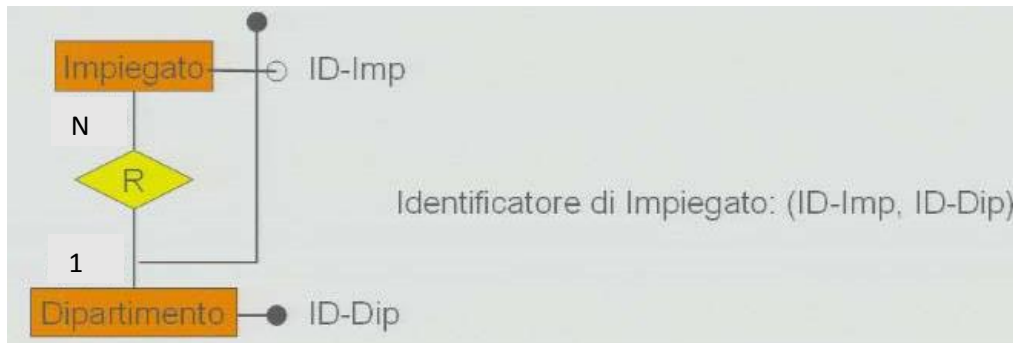 Impiegato ID-Imp
N
R
Identificatore di Impiegato: (ID-Imp, ID-Dip)
1
Dipartimento ID-Dip